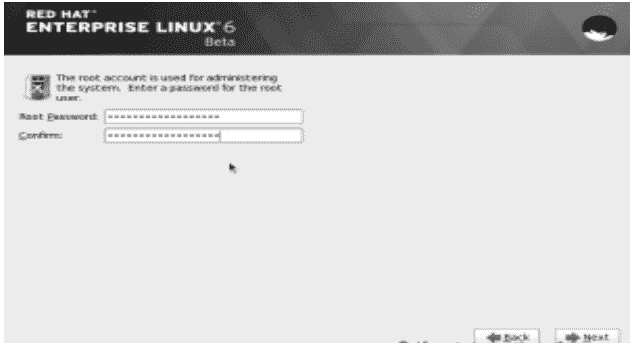 RED HAT™
ENTERPRISE LINUX 6
Beta
The root account is used for administering
the system. Enter a password for the root
user.
Root Password: ******************
Confirm: ******************
Back
Next